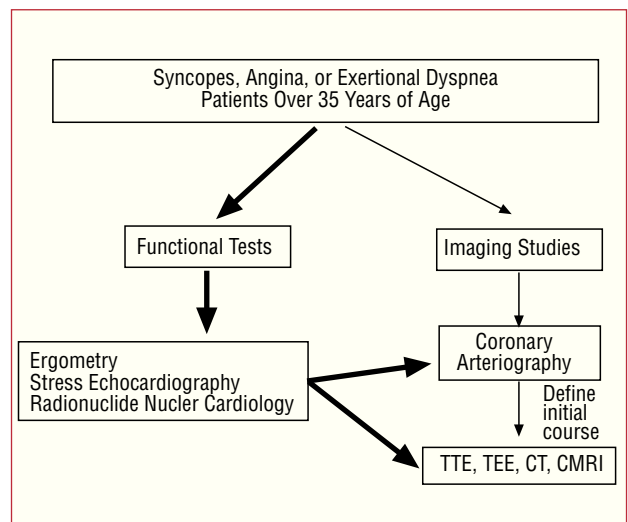 Syncopes, Angina, or Exertional Dyspnea
Patients Over 35 Years of Age
Functional Tests
Imaging Studies
Ergometry
Stress Echocardiography
Radionuclide Nucler Cardiology
Coronary
Arteriography
Define
initial
course
TTE, TEE, CT, CMRI